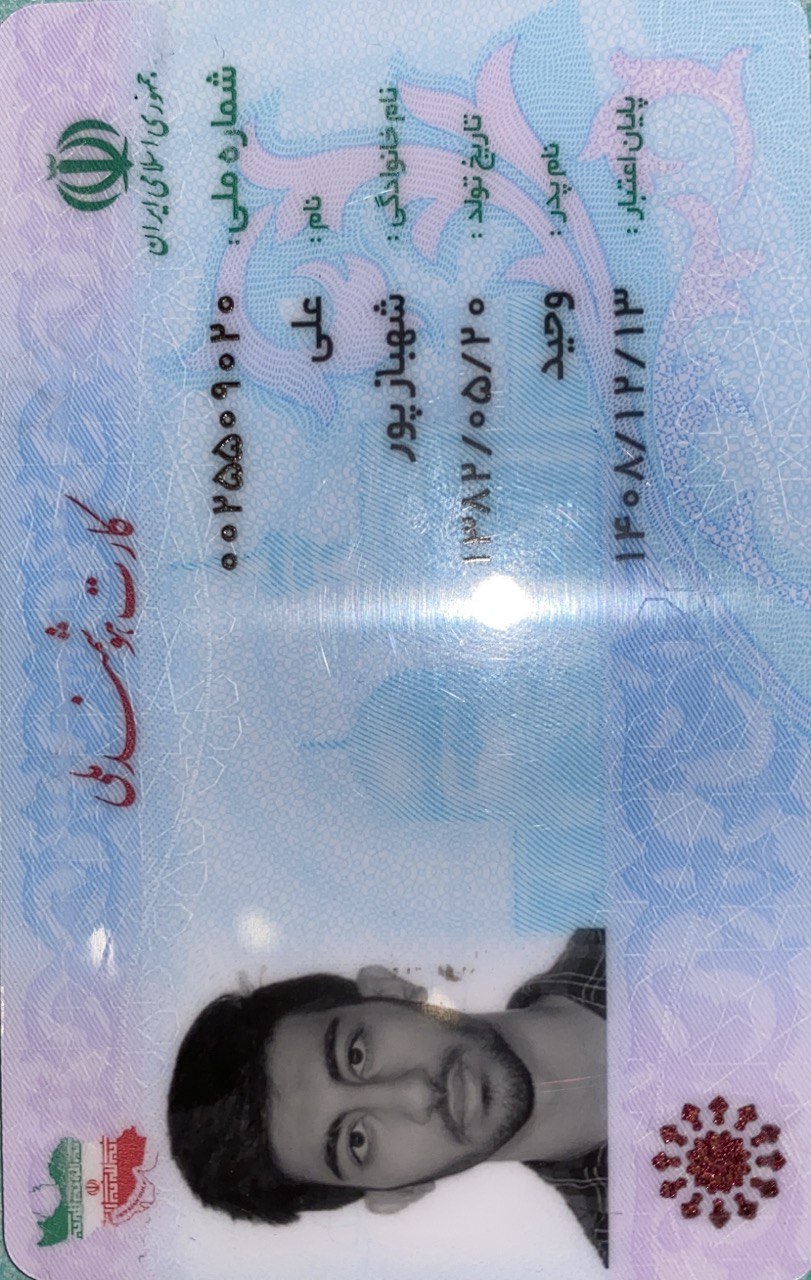 جمهوری اسلامی ایران
کارت هوشمند ملی
شماره ملی: ۰۰۲۵۵۰۹۰۲۰
نام: علی
نام خانوادگی: شهبازپور
تاریخ تولد: ۱۳۸۲/۰۵/۲۰
نام پدر: وحید
پایان اعتبار: ۱۴۰۸/۱۲/۱۳